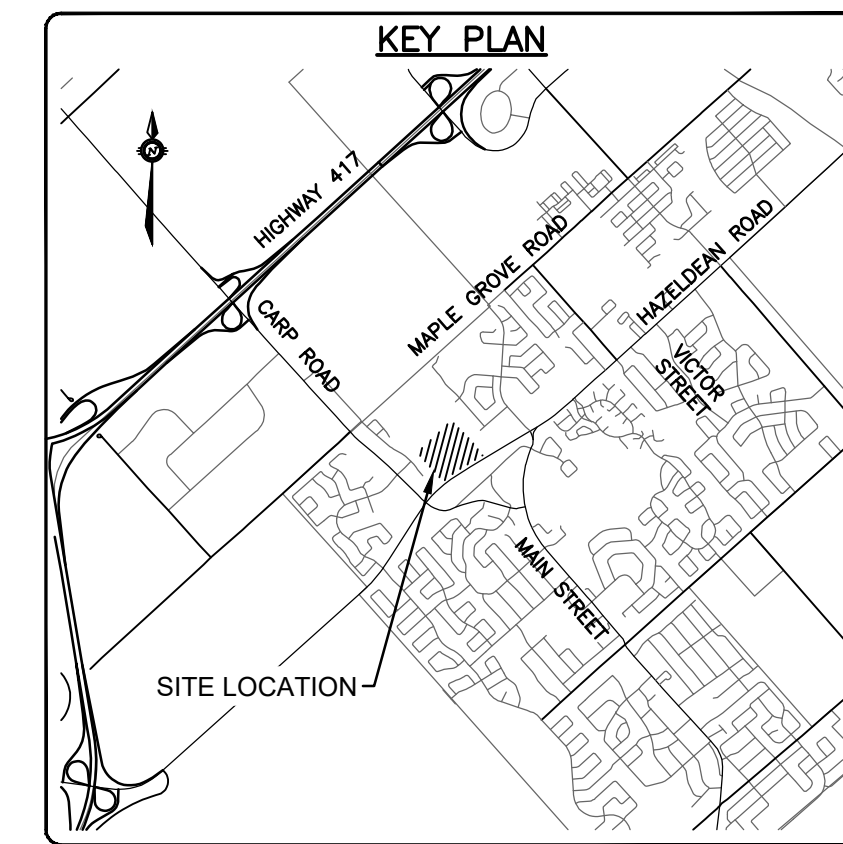 KEY PLAN
N
HIGHWAY 417
MAPLE GROVE ROAD
HAZELDEAN ROAD
CARP ROAD
VICTOR
STREET
MAIN STREET
SITE LOCATION